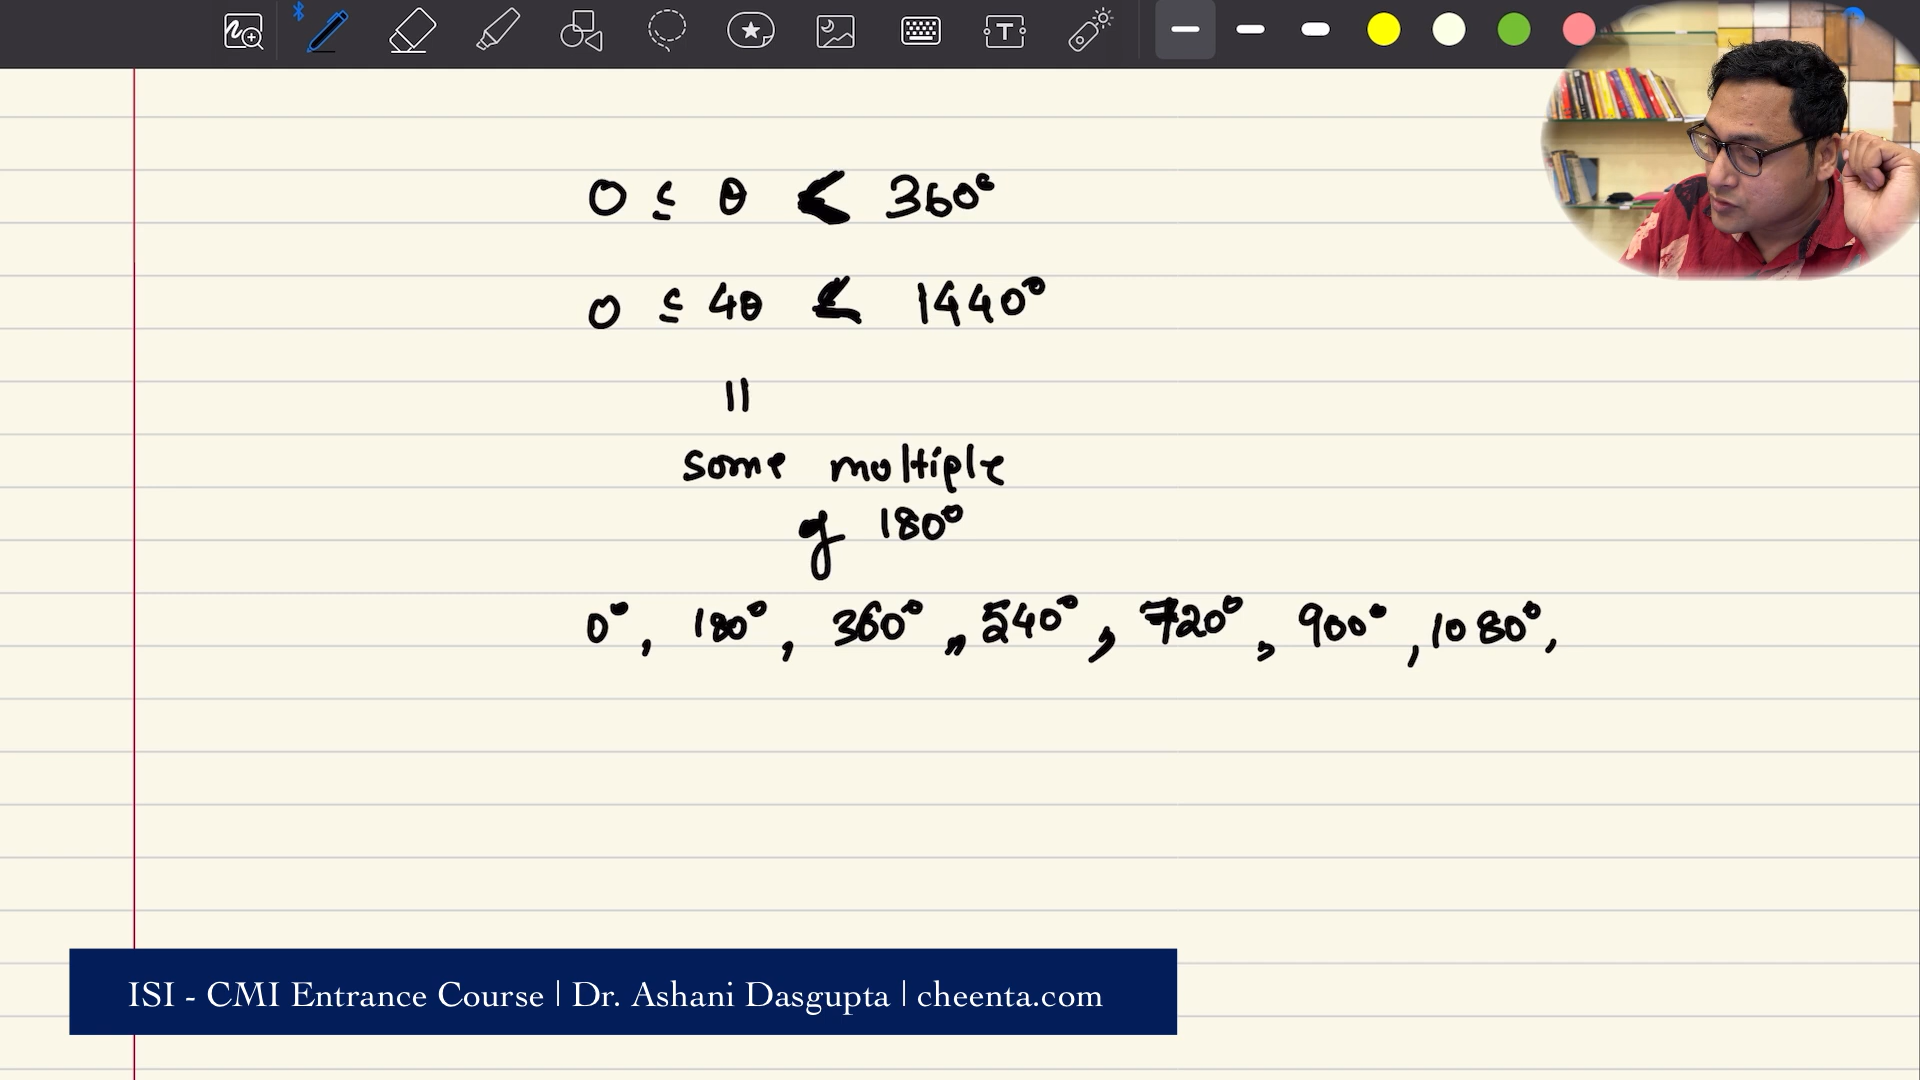 0 ≤ θ < 360°
0 ≤ 4θ < 1440°
||
some multiple
of 180°
0°, 180°, 360°, 540°, 720°, 900°, 1080°,
ISI - CMI Entrance Course | Dr. Ashani Dasgupta | cheenta.com